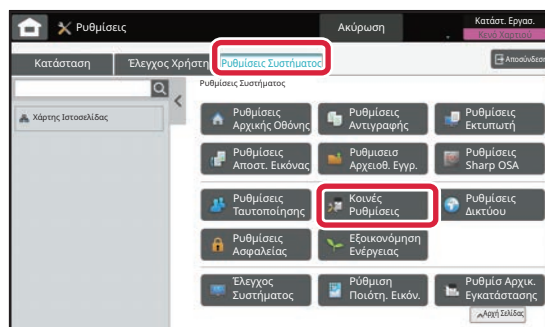 Ρυθμίσεις
Ακύρωση
Κατάστ. Εργασ.
Κενό Χαρτιού
Κατάσταση
Έλεγχος Χρήστη
Ρυθμίσεις Συστήματος
Αποσύνδεση
Ρυθμίσεις Συστήματος
Χάρτης Ιστοσελίδας
Ρυθμίσεις
Αρχικής Οθόνης
Ρυθμίσεις
Αντιγραφής
Ρυθμίσεις
Εκτυπωτή
Ρυθμίσεις
Αποστ. Εικόνας
Ρυθμισεισ
Αρχειοθ. Εγγρ.
Ρυθμίσεις
Sharp OSA
Ρυθμίσεις
Ταυτοποίησης
Κοινές
Ρυθμίσεις
Ρυθμίσεις
Δικτύου
Ρυθμίσεις
Ασφαλείας
Εξοικονόμηση
Ενέργειας
Έλεγχος
Συστήματος
Ρύθμιση
Ποιότη. Εικόν.
Ρυθμίσ Αρχικ.
Εγκατάστασης
Αρχή Σελίδας